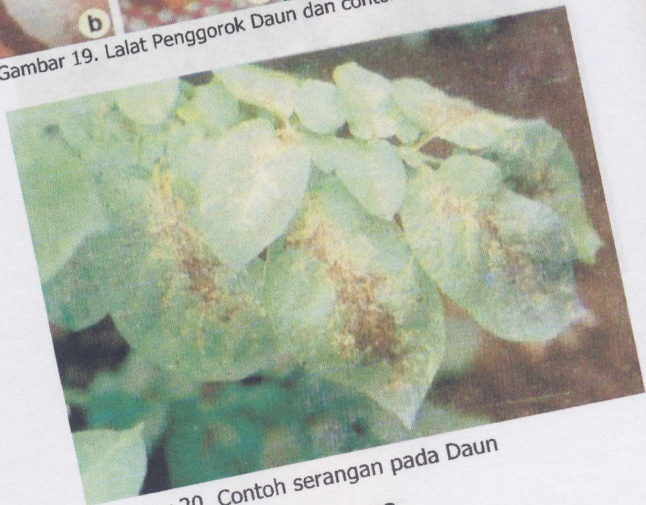 b
Gambar 19. Lalat Penggorok Daun dan
20. Contoh serangan pada Daun